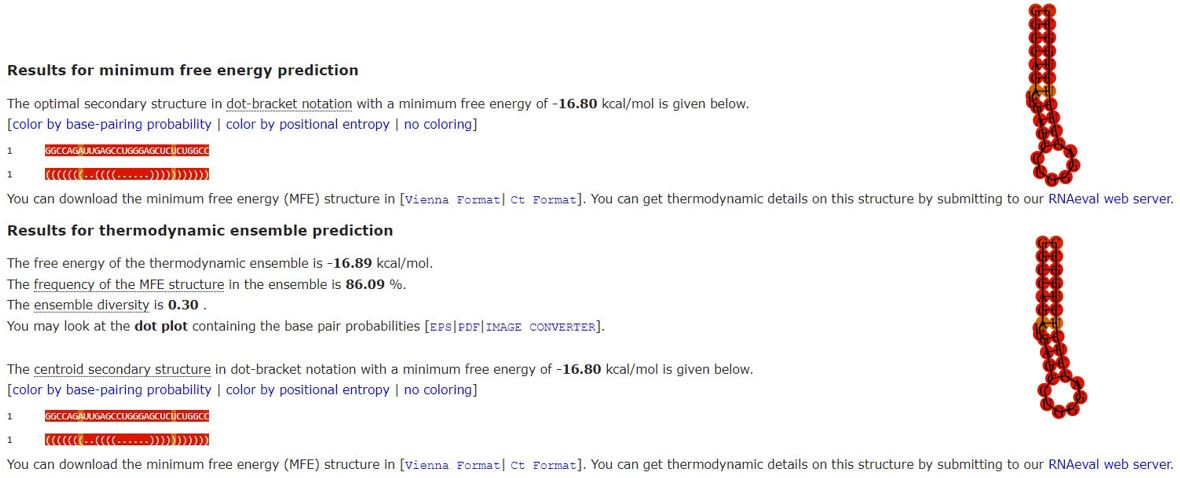 Results for minimum free energy prediction
The optimal secondary structure in dot-bracket notation with a minimum free energy of -16.80 kcal/mol is given below.
[color by base-pairing probability | color by positional entropy | no coloring]
1 GGCCAGAUUGAGCCUGGGAGCUCUCUGGCC
1 (((((((..((((......)))))))))))
You can download the minimum free energy (MFE) structure in [Vienna Format| Ct Format]. You can get thermodynamic details on this structure by submitting to our RNAeval web server.
Results for thermodynamic ensemble prediction
The free energy of the thermodynamic ensemble is -16.89 kcal/mol.
The frequency of the MFE structure in the ensemble is 86.09 %.
The ensemble diversity is 0.30 .
You may look at the dot plot containing the base pair probabilities [EPS|PDF|IMAGE CONVERTER].
The centroid secondary structure in dot-bracket notation with a minimum free energy of -16.80 kcal/mol is given below.
[color by base-pairing probability | color by positional entropy | no coloring]
1 GGCCAGAUUGAGCCUGGGAGCUCUCUGGCC
1 (((((((..((((......)))))))))))
You can download the minimum free energy (MFE) structure in [Vienna Format| Ct Format]. You can get thermodynamic details on this structure by submitting to our RNAeval web server.